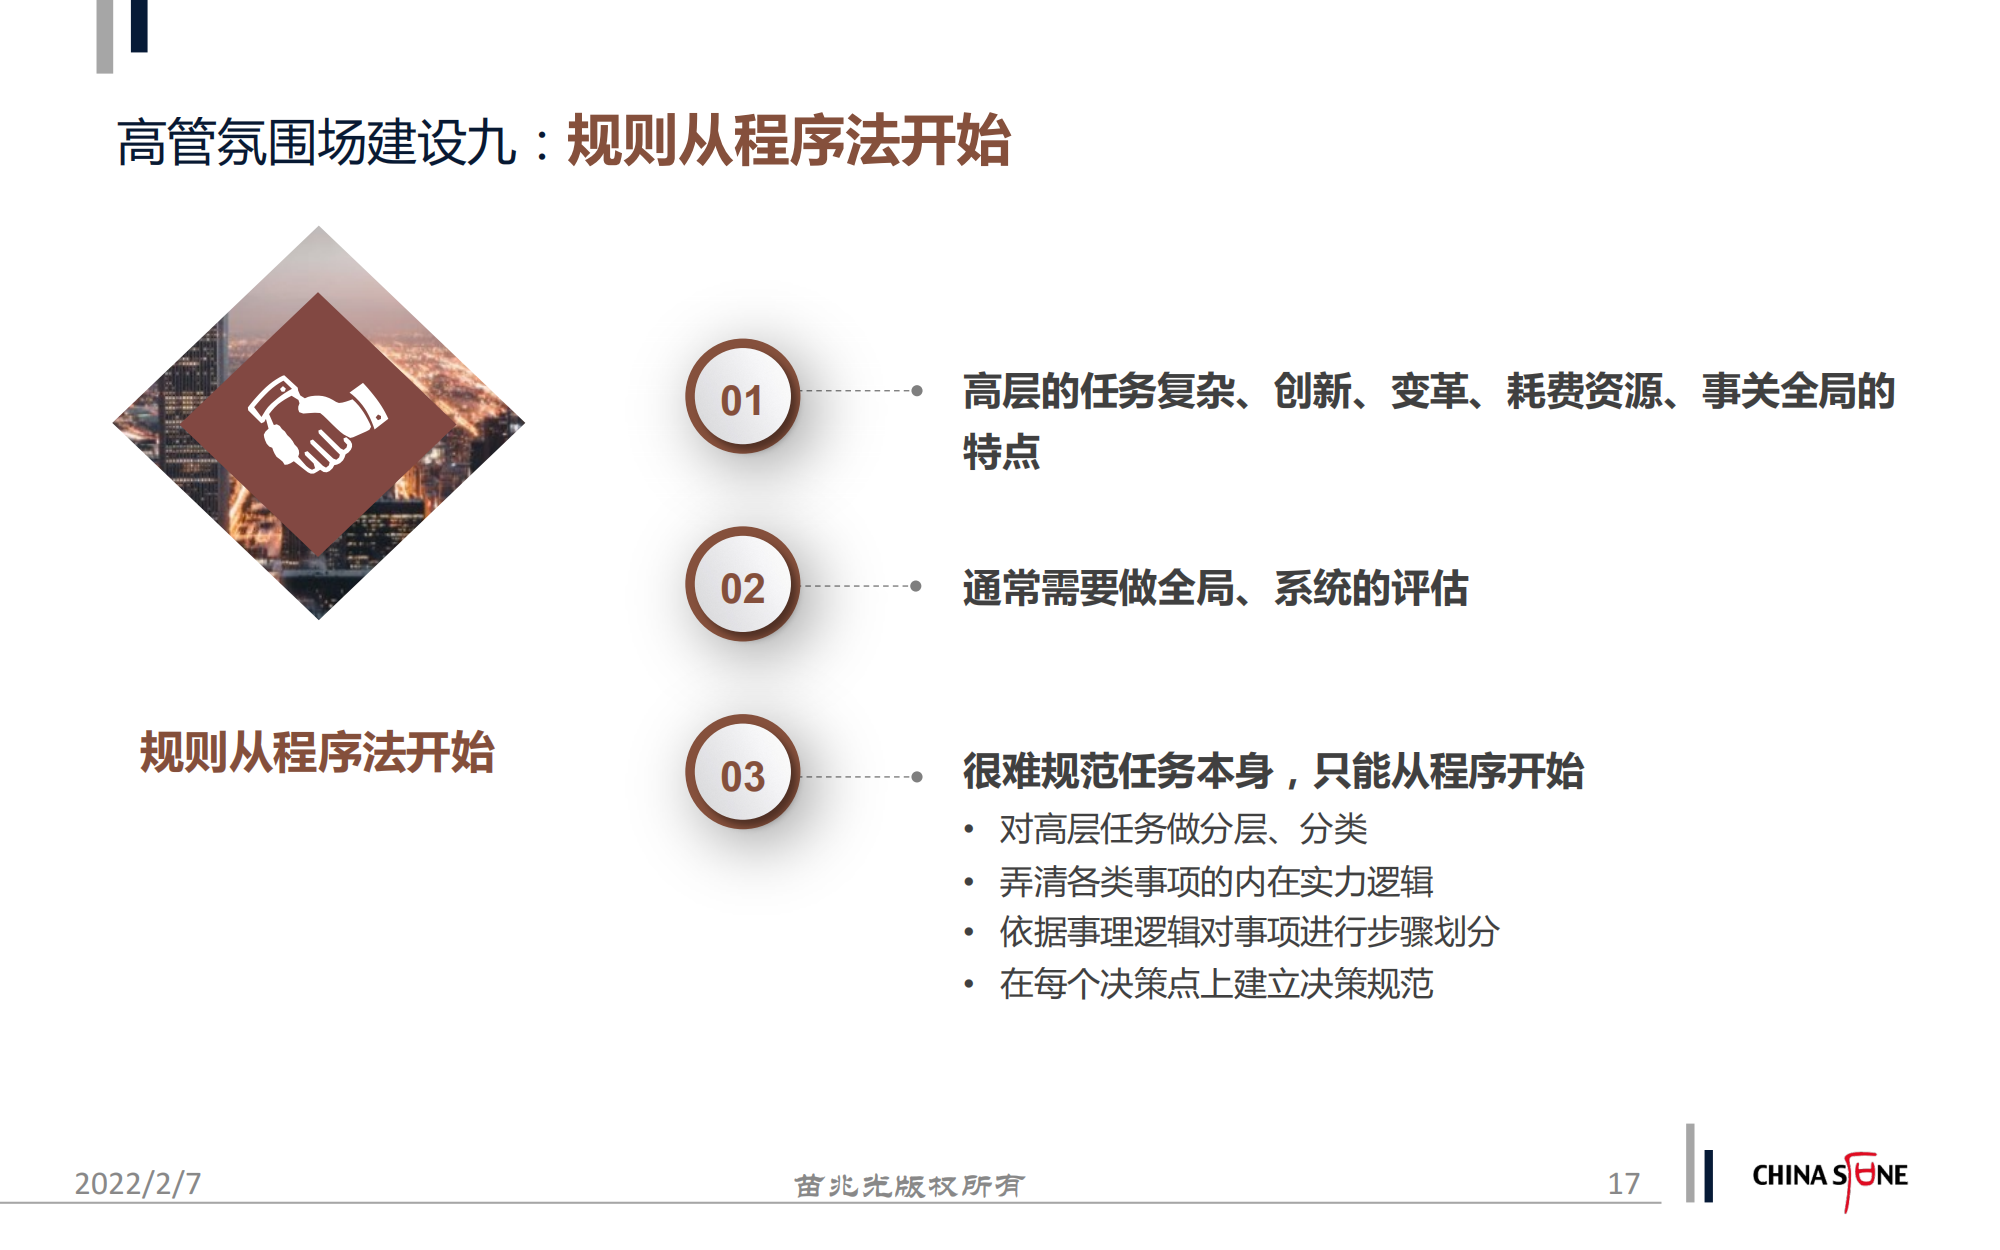 高管氛围场建设九：规则从程序法开始
规则从程序法开始
01
高层的任务复杂、创新、变革、耗费资源、事关全局的
特点
02
通常需要做全局、系统的评估
03
很难规范任务本身，只能从程序开始
• 对高层任务做分层、分类
• 弄清各类事项的内在实力逻辑
• 依据事理逻辑对事项进行步骤划分
• 在每个决策点上建立决策规范
2022/2/7
苗兆光版权所有
17
CHINA STONE